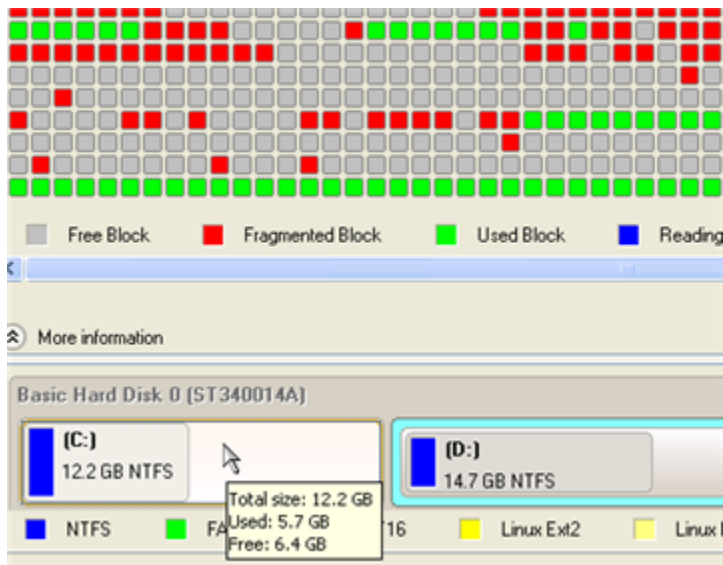 Free Block Fragmented Block Used Block Reading
More information
Basic Hard Disk 0 (ST340014A)
(C:)
12.2 GB NTFS
(D:)
14.7 GB NTFS
Total size: 12.2 GB
Used: 5.7 GB
Free: 6.4 GB
NTFS FA 16 Linux Ext2 Linux